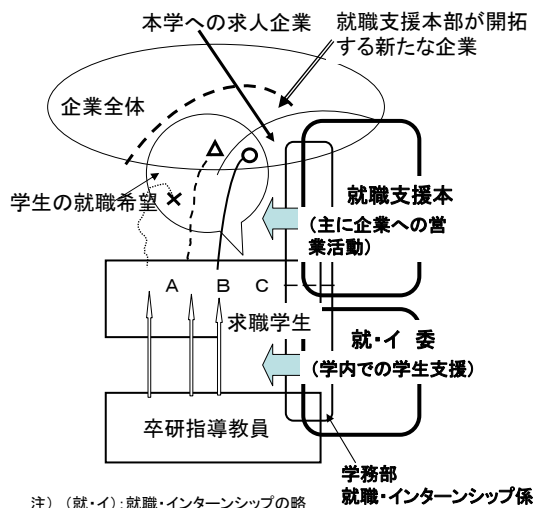 本学への求人企業
就職支援本部が開拓
する新たな企業
企業全体
学生の就職希望
就職支援本
(主に企業への営
業活動)
A B C
求職学生
就・イ 委
(学内での学生支援)
卒研指導教員
学務部
就職・インターンシップ係
注) (就・イ):就職・インターンシップの略